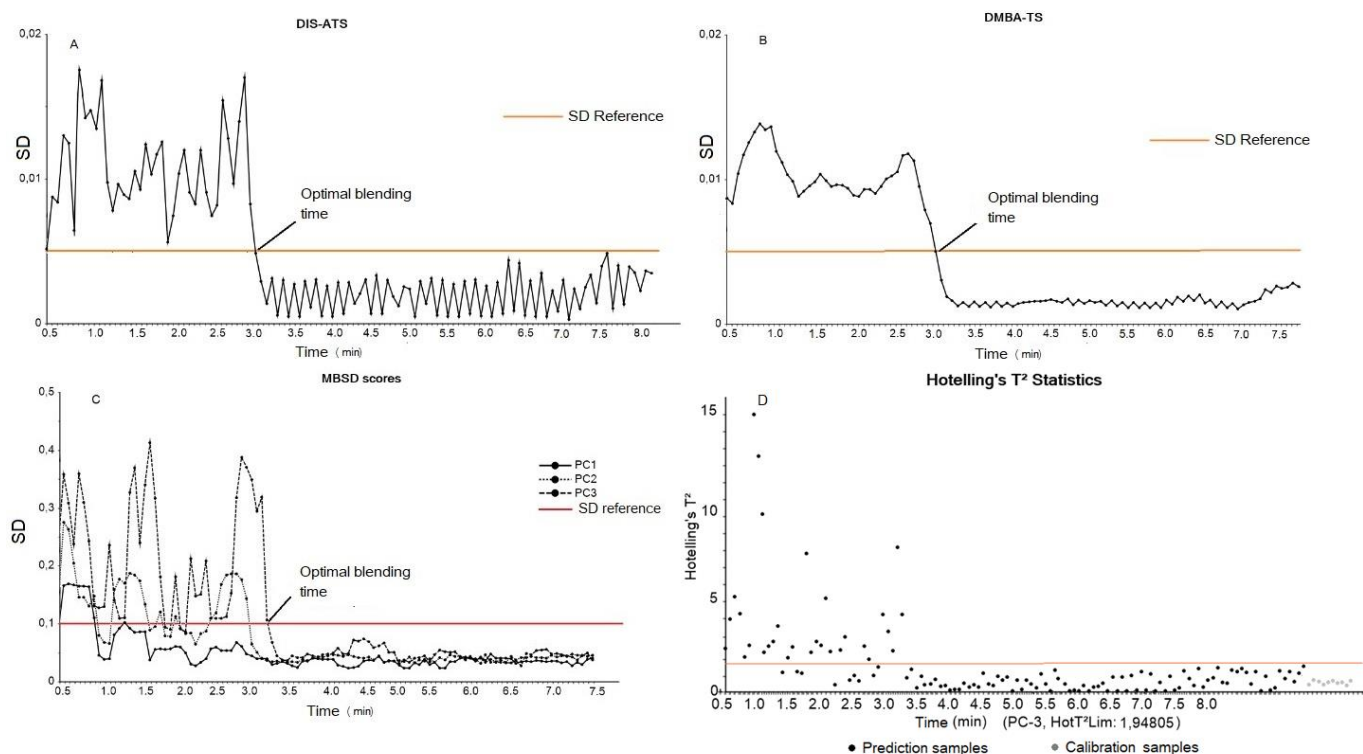 DIS-ATS
A
0,02
0,01
0
SD
SD Reference
Optimal blending
time
0.5 1.0 2.0 2.5 3.0 3.5 4.0 4.5 5.0 5.5 6.0 6.5 7.0 7.5 8.2
Time ( min)
DMBA-TS
B
0,02
0,01
0
SD
SD Reference
Optimal blending
time
0.5 1.0 1.5 2.0 2.5 3.0 3.5 4.0 4.5 5.0 5.5 6.0 6.5 7.0 7.5
Time ( min)
MBSD scores
C
0,5
0,4
0,3
0,2
0,1
0
SD
PC1
PC2
PC3
SD reference
Optimal blending
time
0.5 1.0 1.5 2.0 2.5 3.0 3.5 4.0 4.5 5.0 5.5 6.0 6.5 7.0 7.5
Time ( min)
Hotelling's T² Statistics
D
15
10
5
0
Hotelling's T²
0.5 1.0 1.5 2.0 2.5 3.0 3.5 4.0 4.5 5.0 5.5 6.0 6.5 7.0 8.0
Time (min) (PC-3, HotT²Lim: 1,94805)
Prediction samples Calibration samples